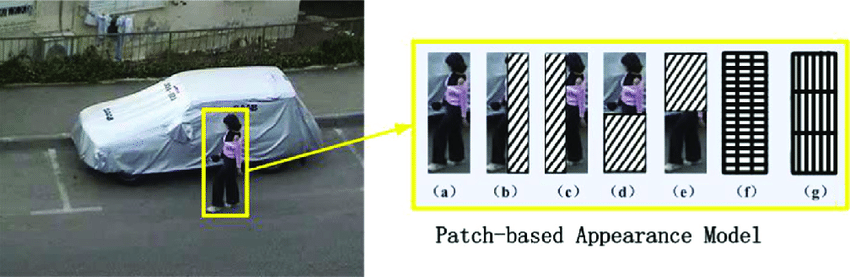 (a) (b) (c) (d) (e) (f) (g)
Patch-based Appearance Model